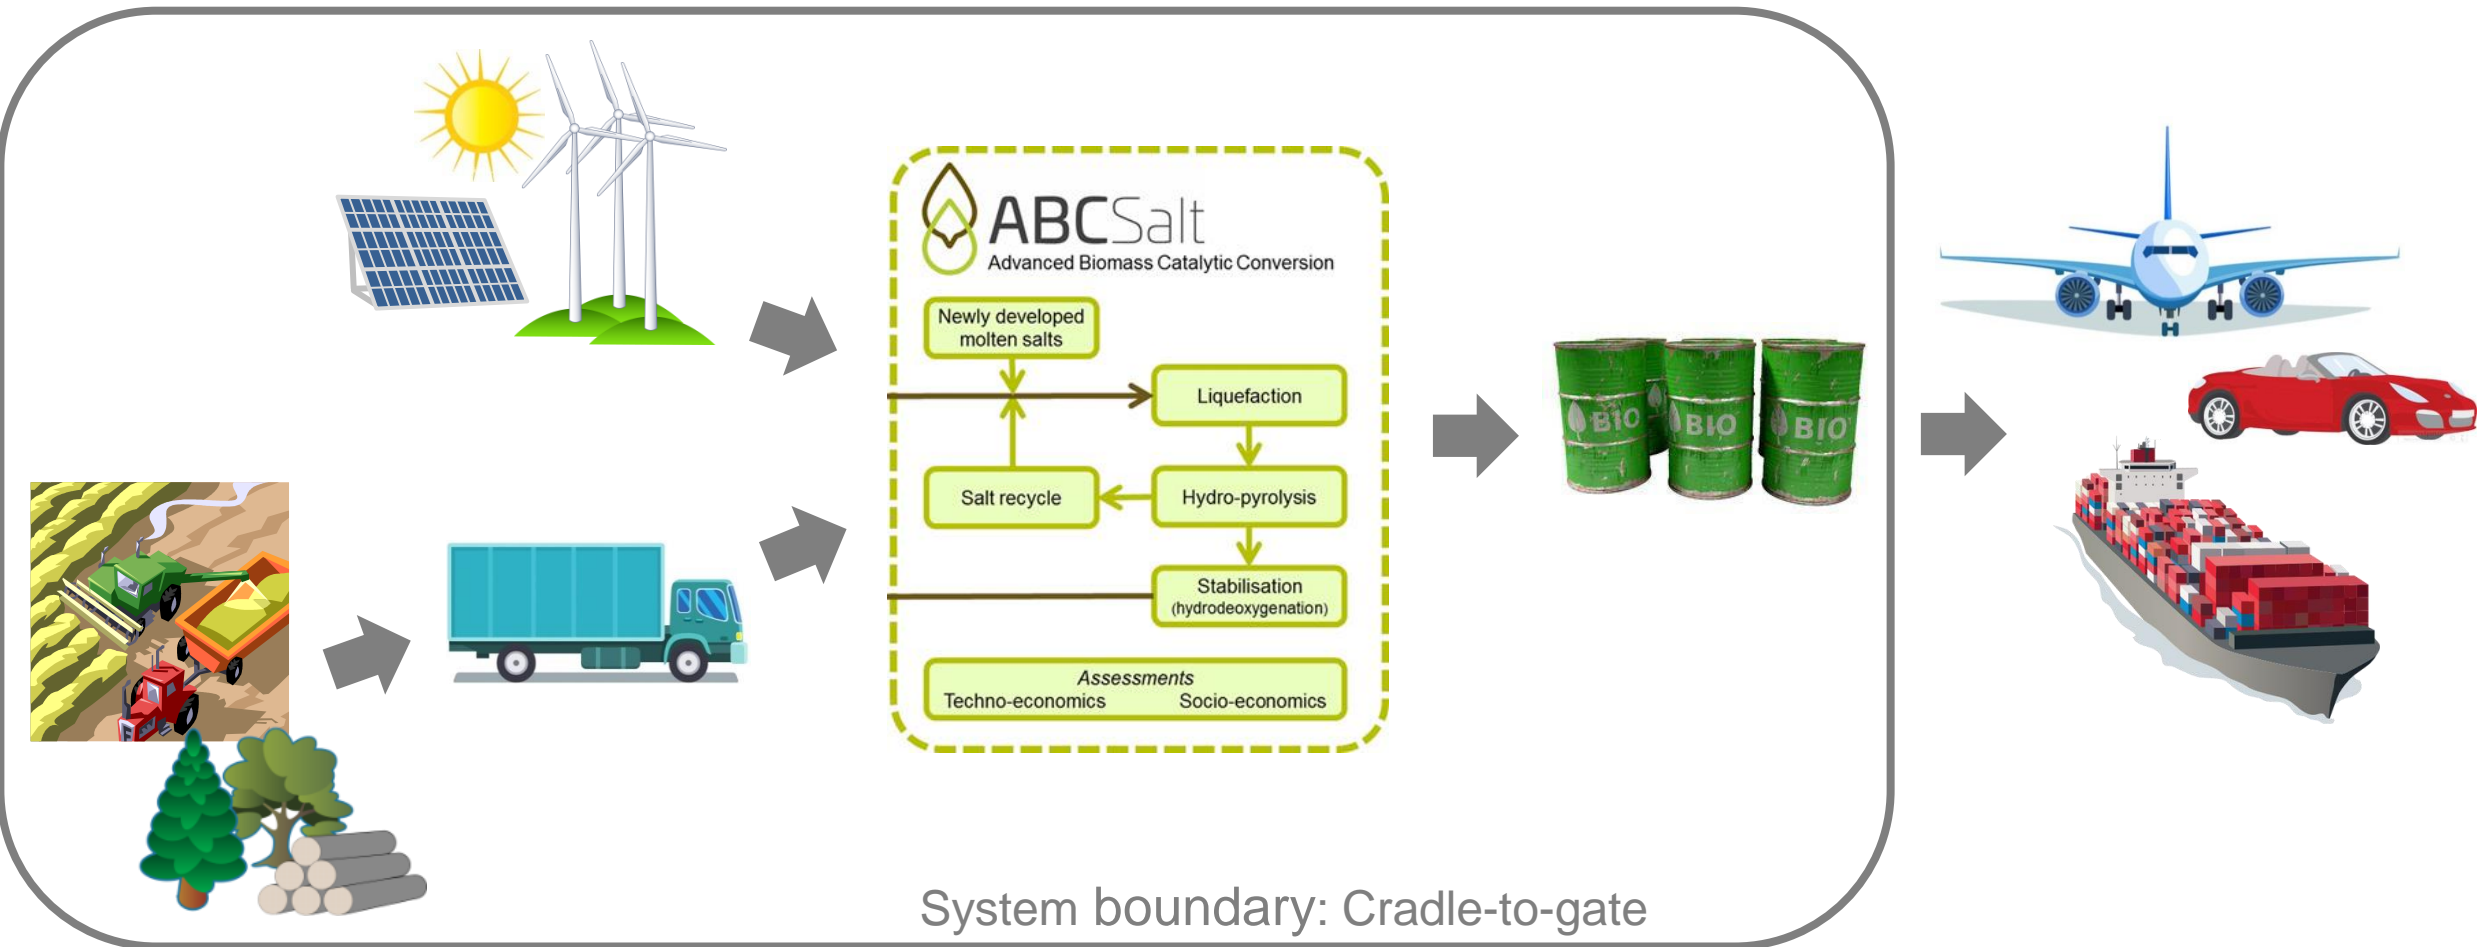 ABCSalt
Advanced Biomass Catalytic Conversion
Newly developed
molten salts
Liquefaction
Salt recycle
Hydro-pyrolysis
Stabilisation
(hydrodeoxygenation)
Assessments
Techno-economics Socio-economics
BIO
BIO
BIO
System boundary: Cradle-to-gate